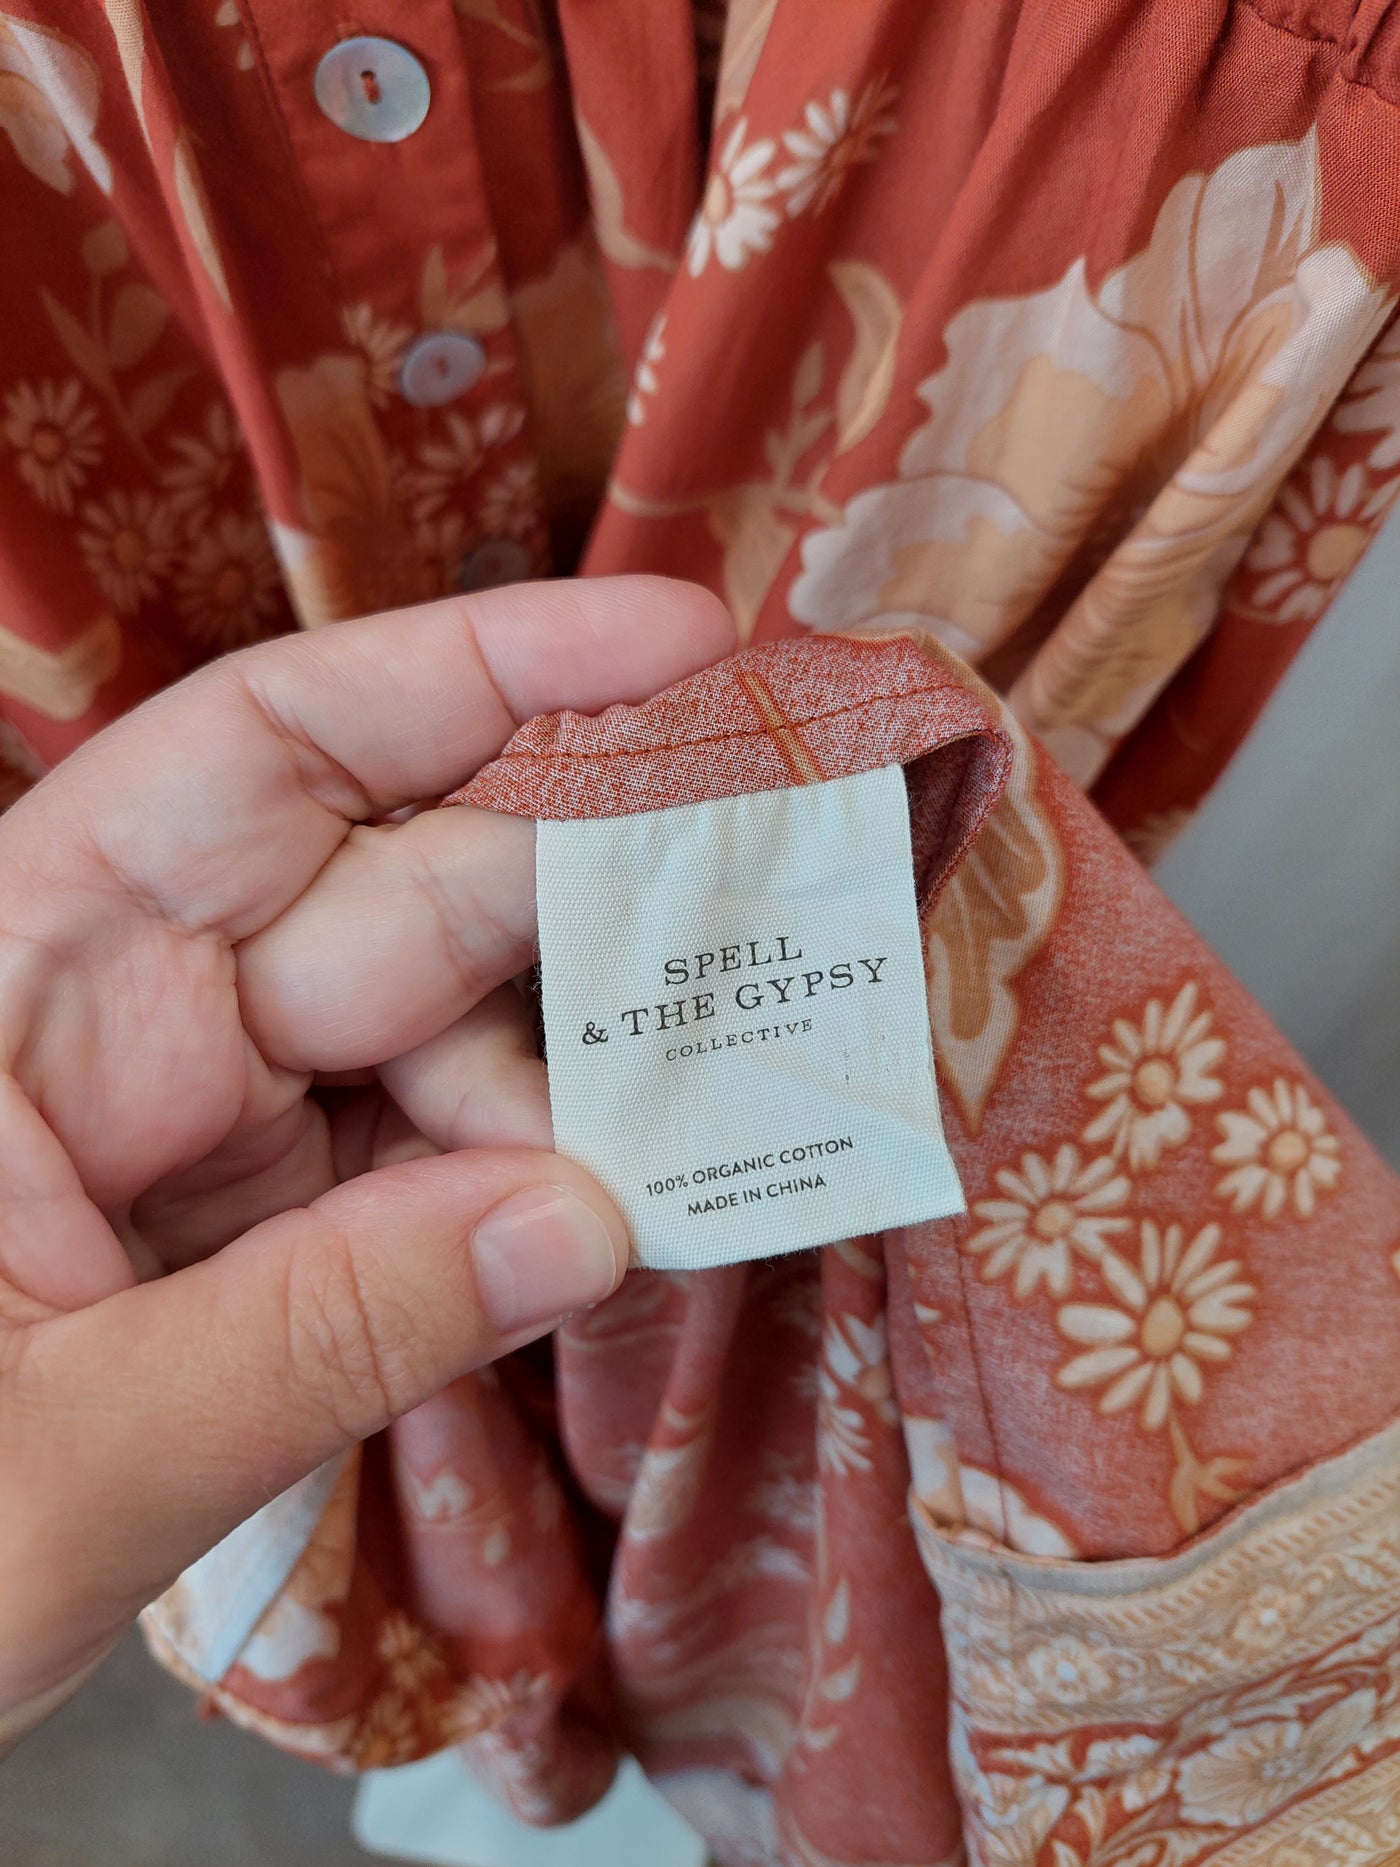 SPELL
& THE GYPSY
COLLECTIVE
100% ORGANIC COTTON
MADE IN CHINA